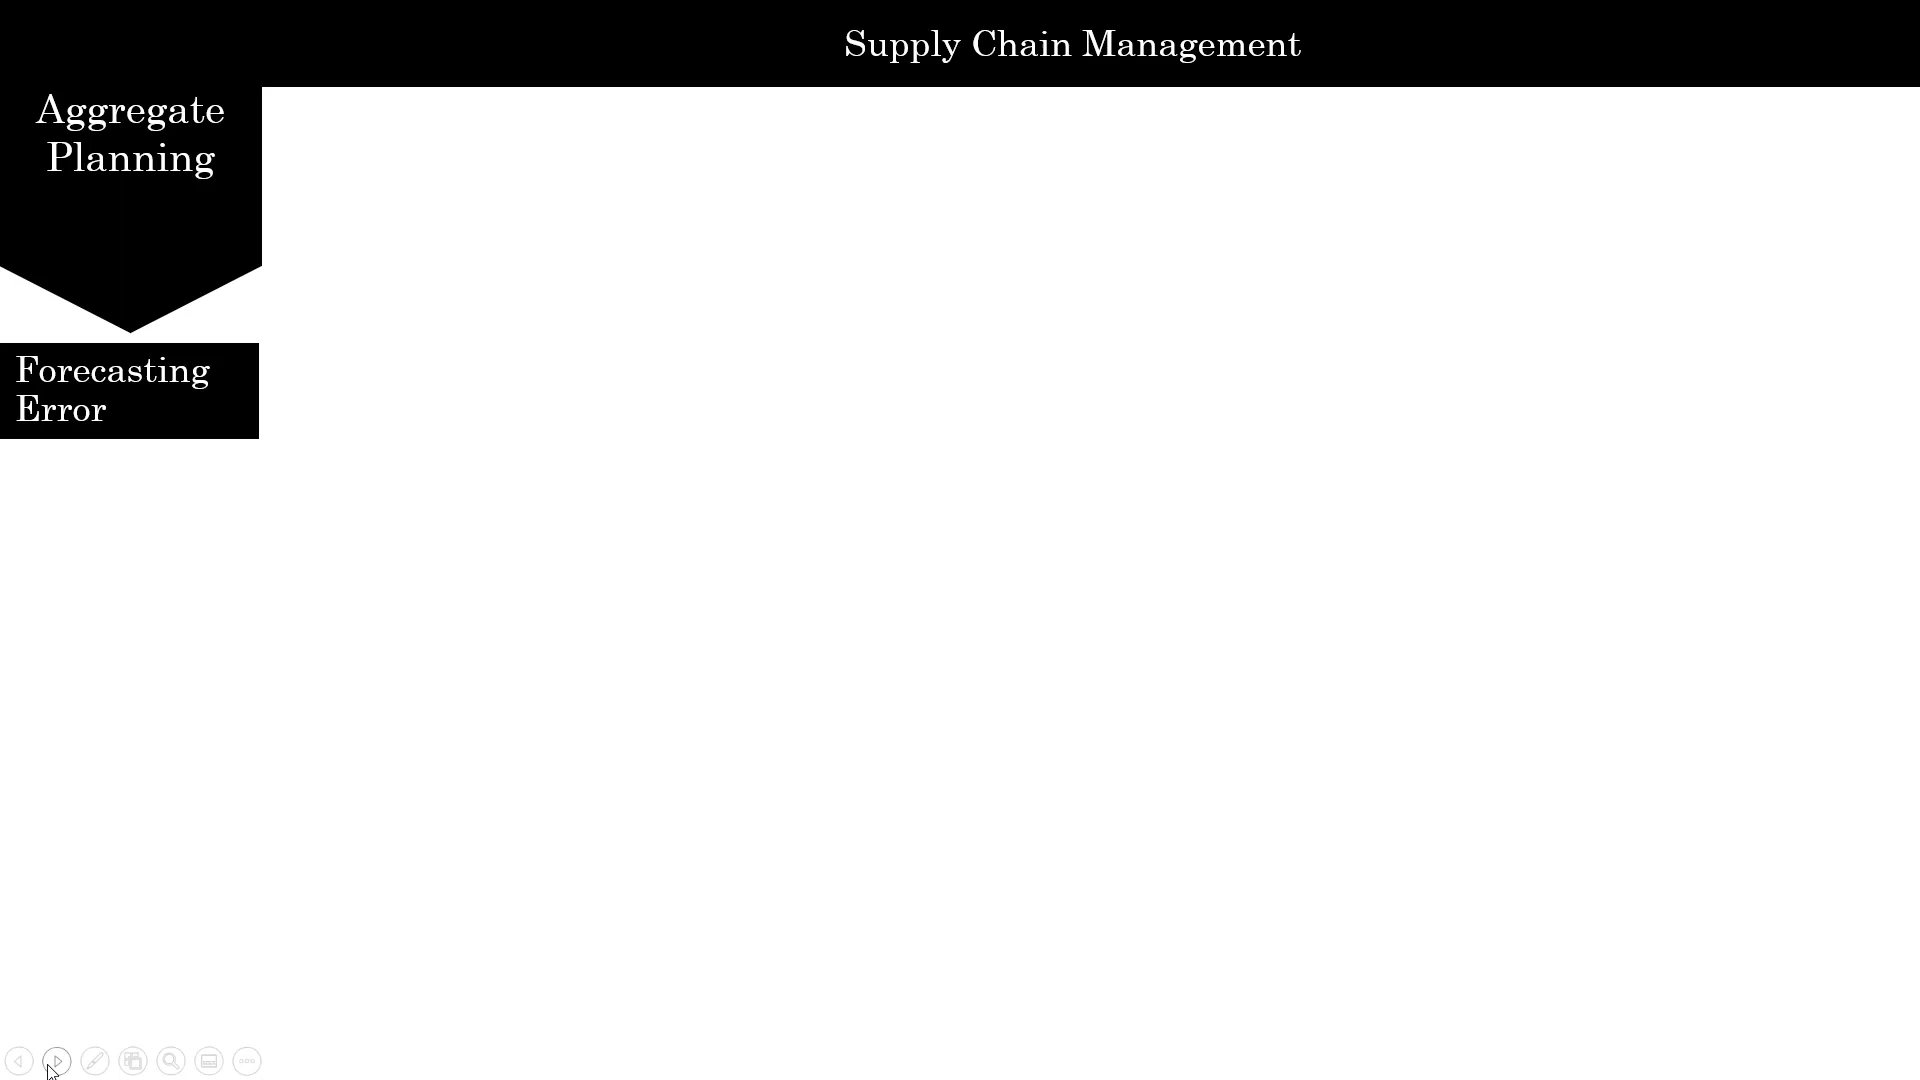 Supply Chain Management
Aggregate
Planning
Forecasting
Error